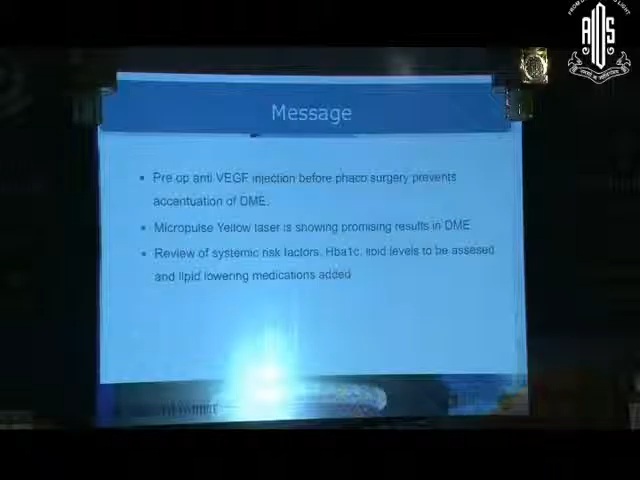 AIOS
Message
Pre op anti VEGF injection before phaco surgery prevents
accentuation of DME.
Micropulse Yellow laser is showing promising results in DME
Review of systemic risk factors, Hba1c, lipid levels to be assesed
and lipid lowering medications added